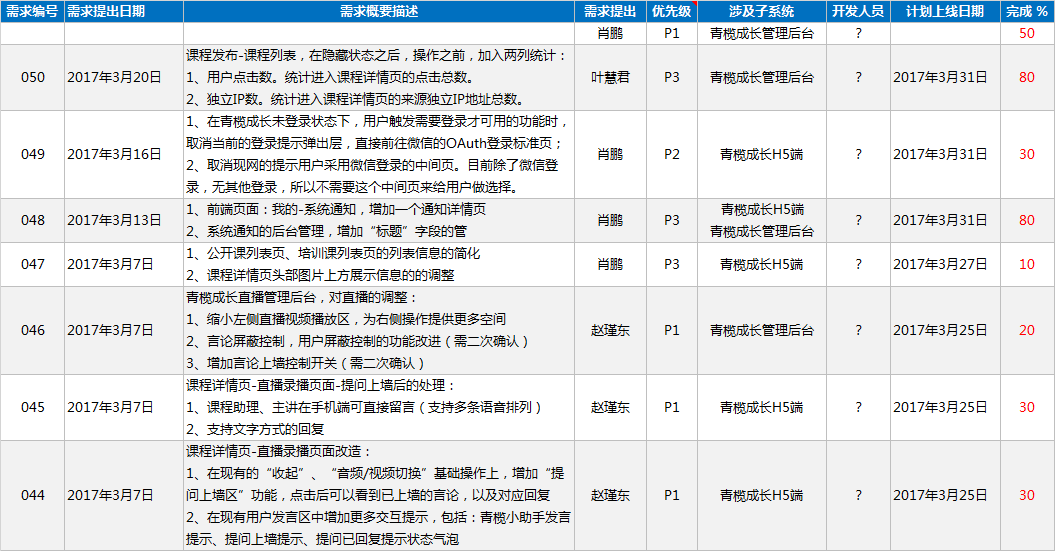 需求编号 需求提出日期 需求概要描述 需求提出 优先级 涉及子系统 开发人员 计划上线日期 完成 %
肖鹏 P1 青榄成长管理后台 ? 50
050 2017年3月20日 课程发布-课程列表，在隐藏状态之后，操作之前，加入两列统计：
1、用户点击数。统计进入课程详情页的点击总数。
2、独立IP数。统计进入课程详情页的来源独立IP地址总数。
叶慧君 P3 青榄成长管理后台 ? 2017年3月31日 80
049 2017年3月16日 1、在青榄成长未登录状态下，用户触发需要登录才可用的功能时，
取消当前的登录提示弹出层，直接前往微信的OAuth登录标准页；
2、取消现网的提示用户采用微信登录的中间页。目前除了微信登
录，无其他登录，所以不需要这个中间页来给用户做选择。
肖鹏 P2 青榄成长H5端 ? 2017年3月31日 30
048 2017年3月13日 1、前端页面：我的-系统通知，增加一个通知详情页
2、系统通知的后台管理，增加“标题”字段的管
肖鹏 P3 青榄成长H5端
青榄成长管理后台 ? 2017年3月31日 80
047 2017年3月7日 1、公开课列表页、培训课列表页的列表信息的简化
2、课程详情页头部图片上方展示信息的的调整
肖鹏 P3 青榄成长H5端 ? 2017年3月27日 10
046 2017年3月7日 青榄成长直播管理后台，对直播的调整：
1、缩小左侧直播视频播放区，为右侧操作提供更多空间
2、言论屏蔽控制，用户屏蔽控制的功能改进（需二次确认）
3、增加言论上墙控制开关（需二次确认）
赵瑾东 P1 青榄成长管理后台 ? 2017年3月25日 20
045 2017年3月7日 课程详情页-直播录播页面-提问上墙后的处理：
1、课程助理、主讲在手机端可直接留言（支持多条语音排列）
2、支持文字方式的回复
赵瑾东 P1 青榄成长H5端 ? 2017年3月25日 30
044 2017年3月7日 课程详情页-直播录播页面改造：
1、在现有的“收起”、“音频/视频切换”基础操作上，增加“提
问上墙区”功能，点击后可以看到已上墙的言论，以及对应回复
2、在现有用户发言区中增加更多交互提示，包括：青榄小助手发言
提示、提问上墙提示、提问已回复提示状态气泡
赵瑾东 P1 青榄成长H5端 ? 2017年3月25日 30